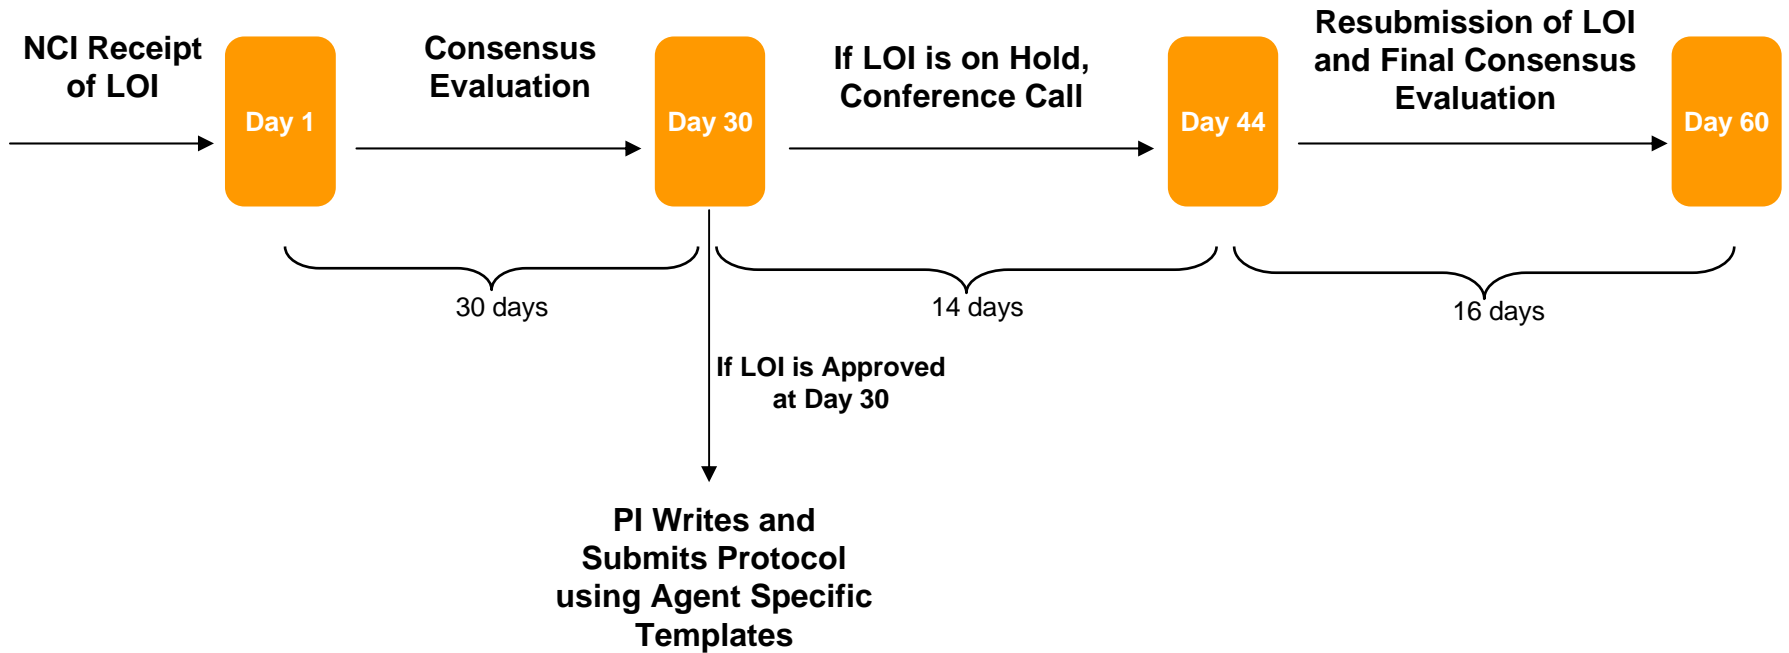 NCI Receipt
of LOI
Day 1
Consensus
Evaluation
Day 30
If LOI is on Hold,
Conference Call
Day 44
Resubmission of LOI
and Final Consensus
Evaluation
Day 60
30 days
14 days
16 days
If LOI is Approved
at Day 30
PI Writes and
Submits Protocol
using Agent Specific
Templates